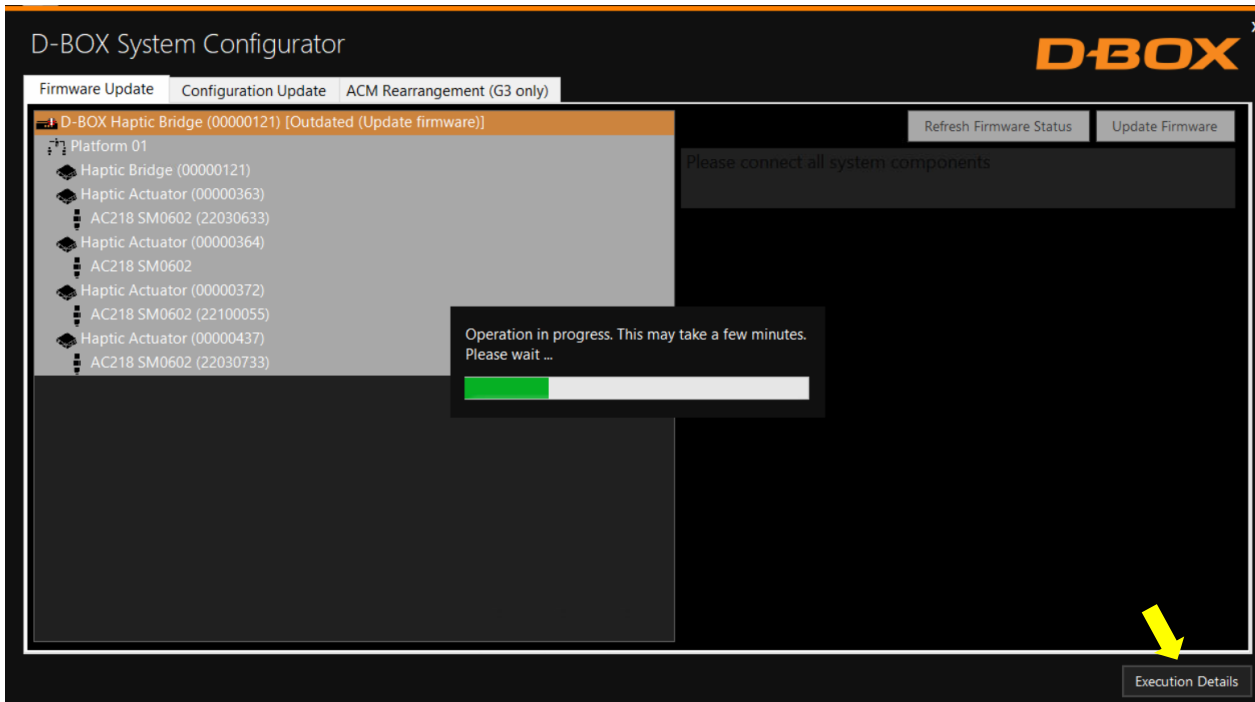 D-BOX System Configurator
D-BOX
Firmware Update
Configuration Update
ACM Rearrangement (G3 only)
D-BOX Haptic Bridge (00000121) [Outdated (Update firmware)]
Refresh Firmware Status
Update Firmware
Platform 01
Please connect all system components
Haptic Bridge (00000121)
Haptic Actuator (00000363)
AC218 SM0602 (22030633)
Haptic Actuator (00000364)
AC218 SM0602
Haptic Actuator (00000372)
AC218 SM0602 (22100055)
Haptic Actuator (00000437)
AC218 SM0602 (22030733)
Operation in progress. This may take a few minutes.
Please wait ...
Execution Details